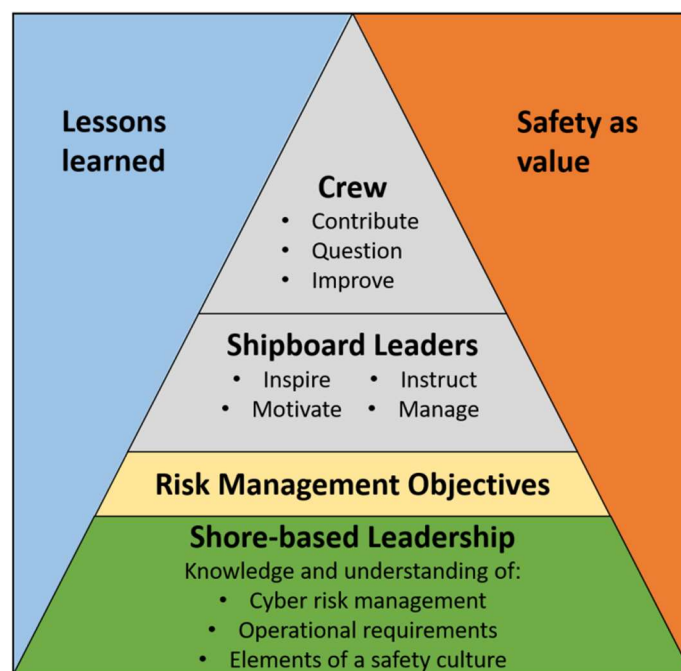 Lessons
learned
Safety as
value
Crew
• Contribute
• Question
• Improve
Shipboard Leaders
• Inspire • Instruct
• Motivate • Manage
Risk Management Objectives
Shore-based Leadership
Knowledge and understanding of:
• Cyber risk management
• Operational requirements
• Elements of a safety culture